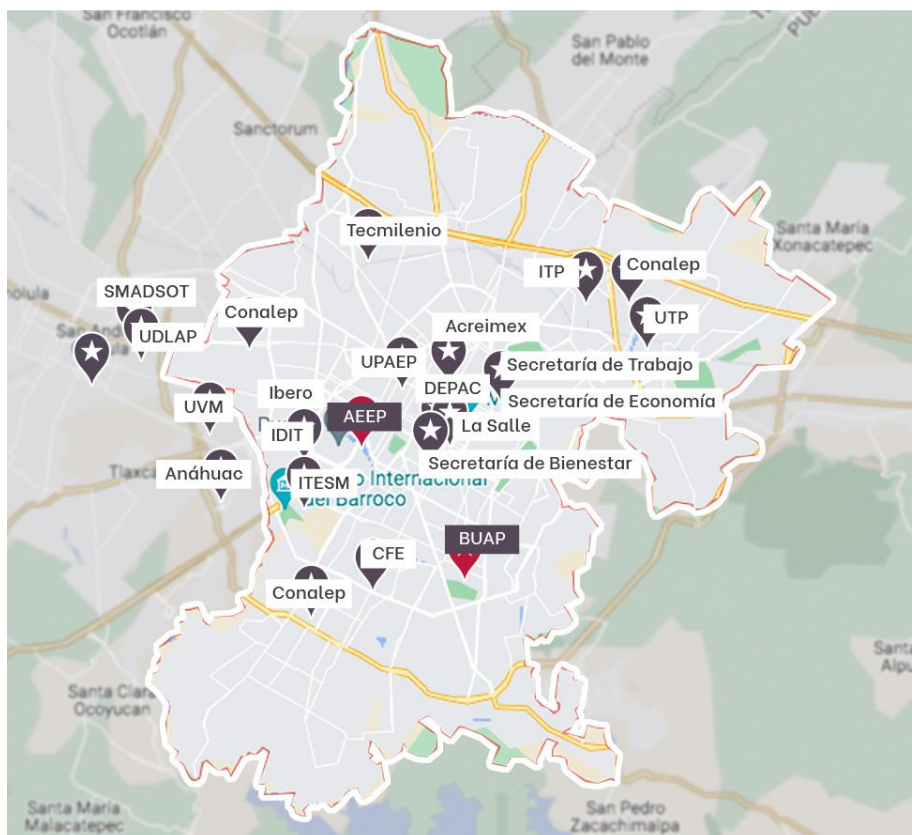 San Francisco
Ocotlán
San Pablo
del Monte
Sanctorum
Tecmilenio
Santa María
Xonacatepec
ITP
Conalep
SMADSOT
UDLAP
Conalep
UTP
Acreimex
UPAEP
Secretaría de Trabajo
DEPAC
Secretaría de Economía
Ibero
UVM
AEEP
La Salle
IDIT
Secretaría de Bienestar
Anáhuac
ITESM
Internacional
del Barroco
BUAP
CFE
Conalep
Santa Clara
Ocoyucan
Santa María
Malacatepec
San Pedro
Zacachimalpa